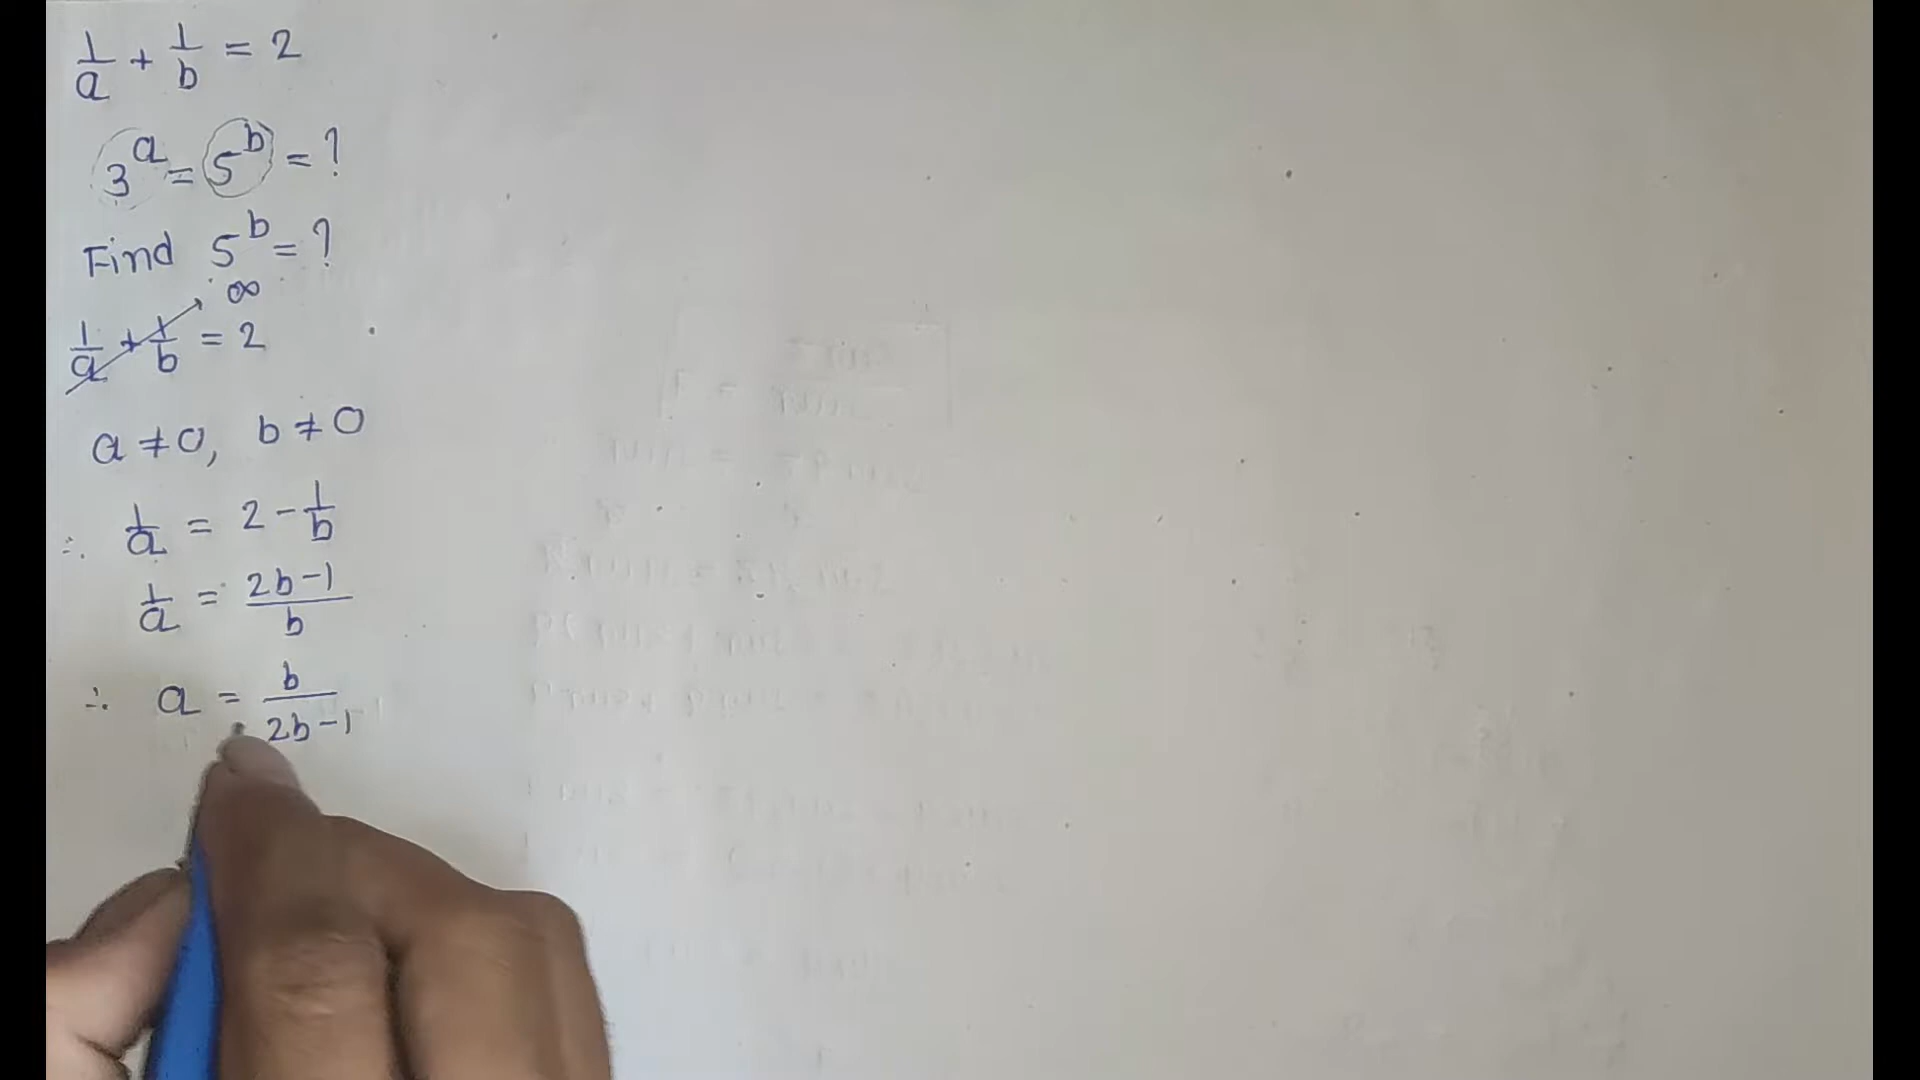 1/a + 1/b = 2
3^a = 5^b = ?
Find 5^b = ?
∞
1/a + 1/b = 2
a ≠ 0, b ≠ 0
∴ 1/a = 2 - 1/b
1/a = (2b-1)/b
∴ a = b/(2b-1)